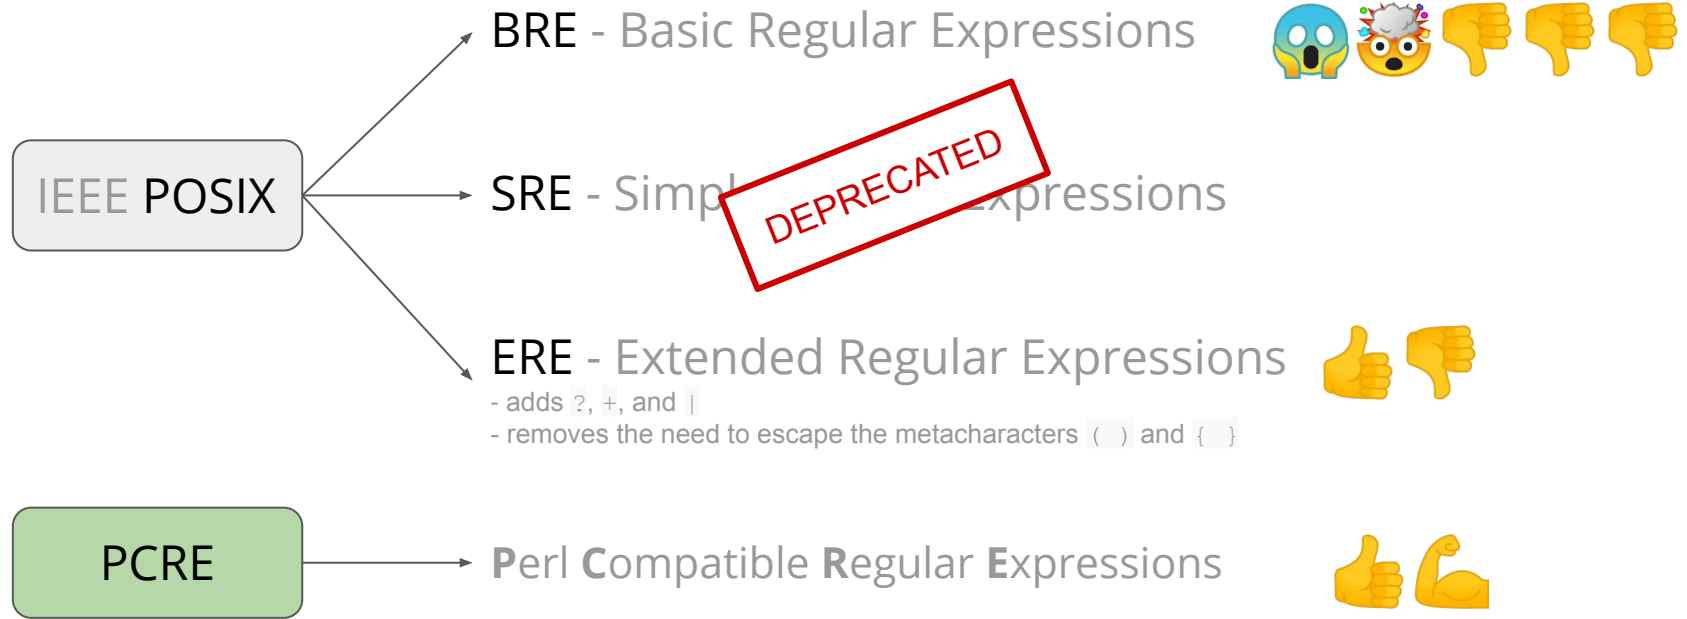 BRE - Basic Regular Expressions
IEEE POSIX
SRE - Simpl Expressions
DEPRECATED
ERE - Extended Regular Expressions
- adds ?, +, and |
- removes the need to escape the metacharacters ( ) and { }
PCRE
Perl Compatible Regular Expressions